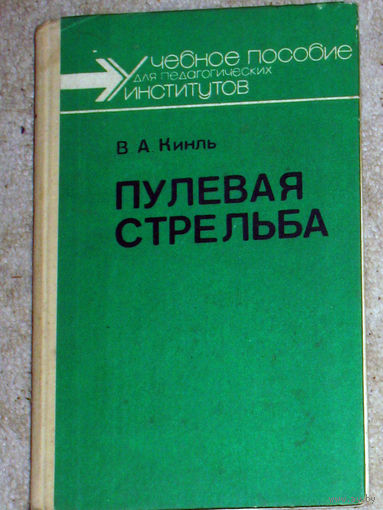 Учебное пособие
для педагогических
институтов
В. А. Кинль
ПУЛЕВАЯ
СТРЕЛЬБА